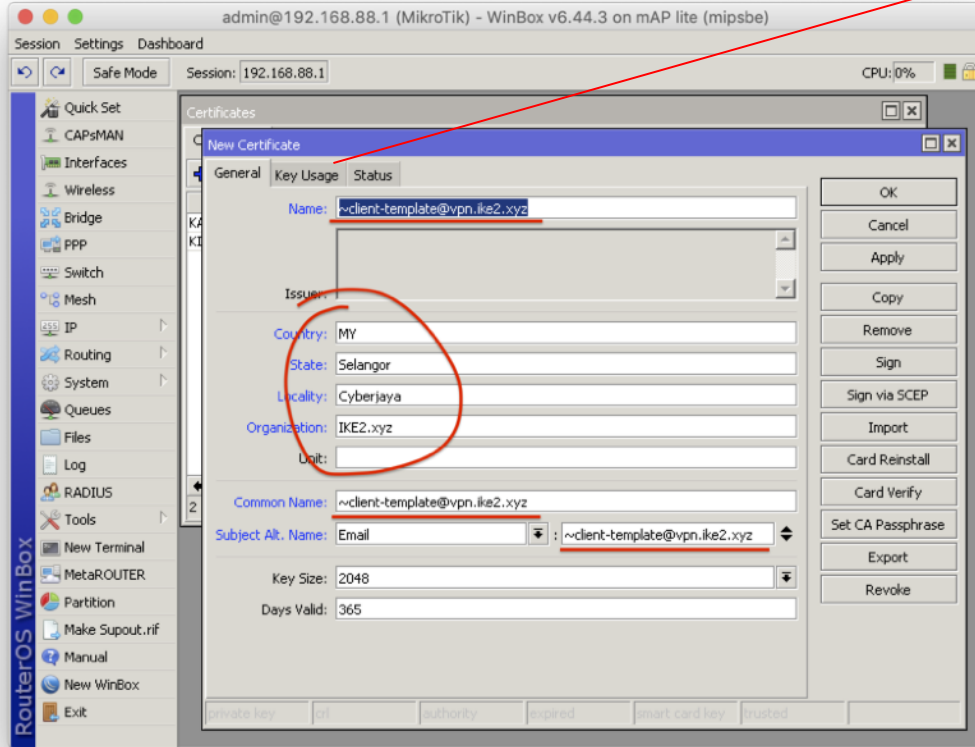 admin@192.168.88.1 (MikroTik) - WinBox v6.44.3 on mAP lite (mipsbe)
Session Settings Dashboard
Safe Mode Session: 192.168.88.1 CPU: 0%
Quick Set
CAPsMAN
Interfaces
Wireless
Bridge
PPP
Switch
Mesh
IP
Routing
System
Queues
Files
Log
RADIUS
Tools
New Terminal
MetaROUTER
Partition
Make Supout.rif
Manual
New WinBox
Exit
RouterOS WinBox
Certificates
KA
KI
2
New Certificate
General Key Usage Status
Name: ~client-template@vpn.ike2.xyz
Issuer:
Country: MY
State: Selangor
Locality: Cyberjaya
Organization: IKE2.xyz
Unit:
Common Name: ~client-template@vpn.ike2.xyz
Subject Alt. Name: Email : ~client-template@vpn.ike2.xyz
Key Size: 2048
Days Valid: 365
OK
Cancel
Apply
Copy
Remove
Sign
Sign via SCEP
Import
Card Reinstall
Card Verify
Set CA Passphrase
Export
Revoke
private key crl authority expired smart card key trusted